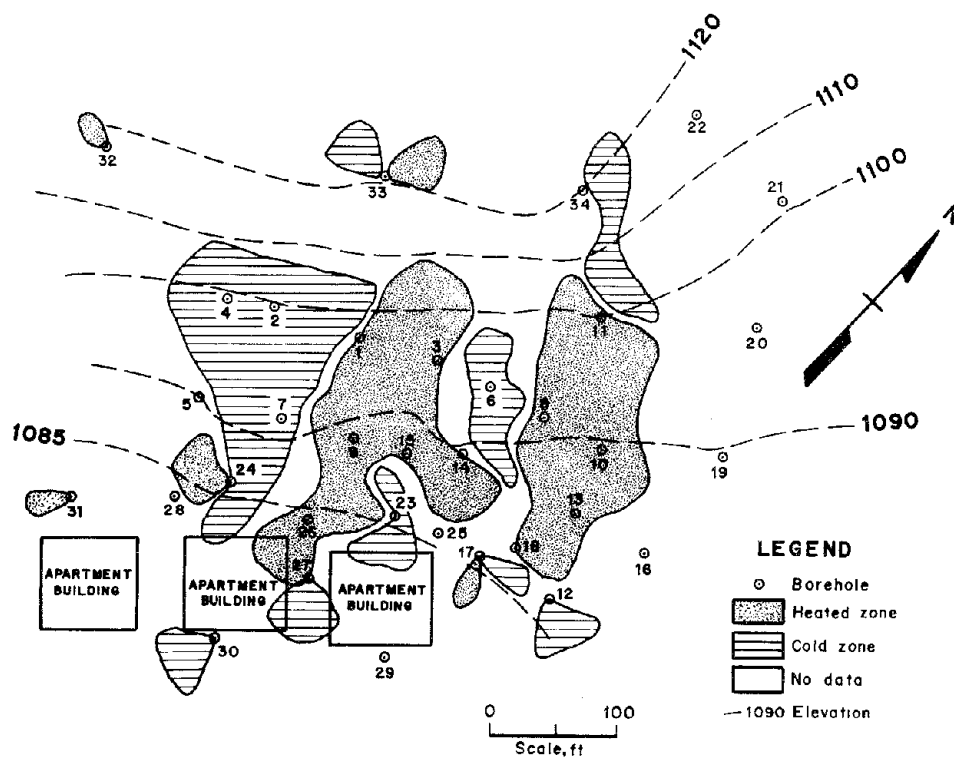 1120
1110
1100
22
32
33
34
21
N
4
2
1
3
11
20
5
7
6
8
1085
1090
9
15
14
10
19
24
28
31
23
13
26
25
18
17
16
27
12
30
29
APARTMENT
BUILDING
APARTMENT
BUILDING
APARTMENT
BUILDING
LEGEND
Borehole
Heated zone
Cold zone
No data
1090 Elevation
0 100
Scale, ft